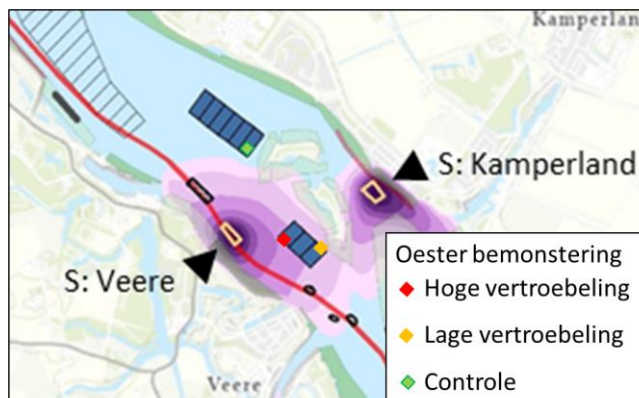 Kamperlan
S: Kamperland
S: Veere
Veere
Oester bemonstering
Hoge vertroebeling
Lage vertroebeling
Controle